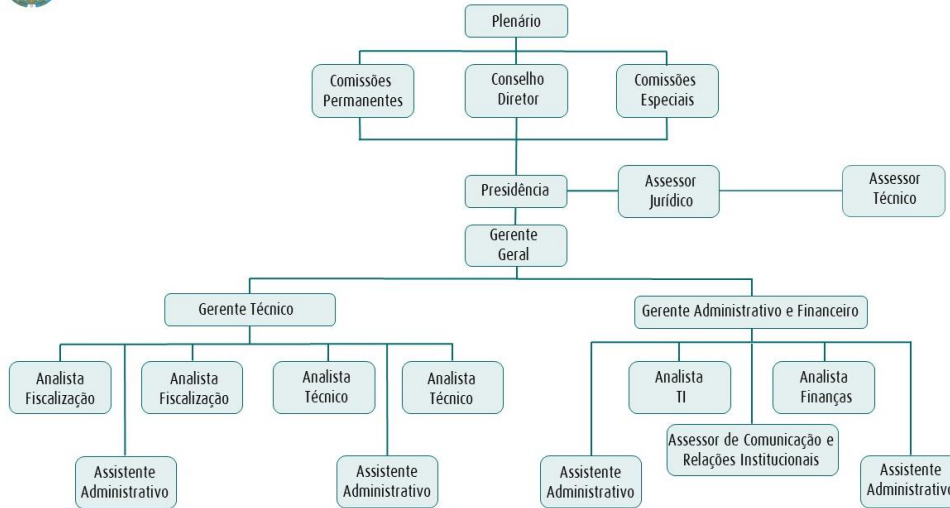 Plenário
Comissões
Permanentes
Conselho
Diretor
Comissões
Especiais
Presidência
Assessor
Jurídico
Assessor
Técnico
Gerente
Geral
Gerente Técnico
Gerente Administrativo e Financeiro
Analista
Fiscalização
Analista
Fiscalização
Analista
Técnico
Analista
Técnico
Analista
TI
Analista
Finanças
Assessor de Comunicação e
Relações Institucionais
Assistente
Administrativo
Assistente
Administrativo
Assistente
Administrativo
Assistente
Administrativo